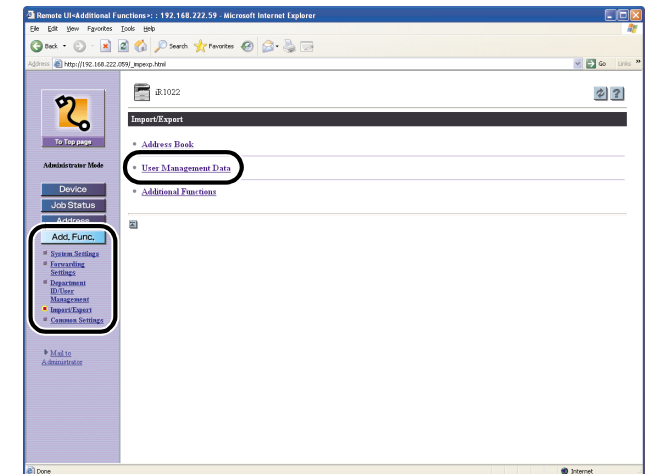 Remote UI<Additional Functions>: : 192.168.222.59 - Microsoft Internet Explorer
File Edit View Favorites Tools Help
Back Search Favorites
Address http://192.168.222.059/_impexp.html Go Links »
iR1022
To Top page
Import/Export
Address Book
Administrator Mode
User Management Data
Device
Additional Functions
Job Status
Address
Add. Func.
System Settings
Forwarding
Settings
Department
ID/User
Management
Import/Export
Common Settings
Mail to
Administrator
Done Internet